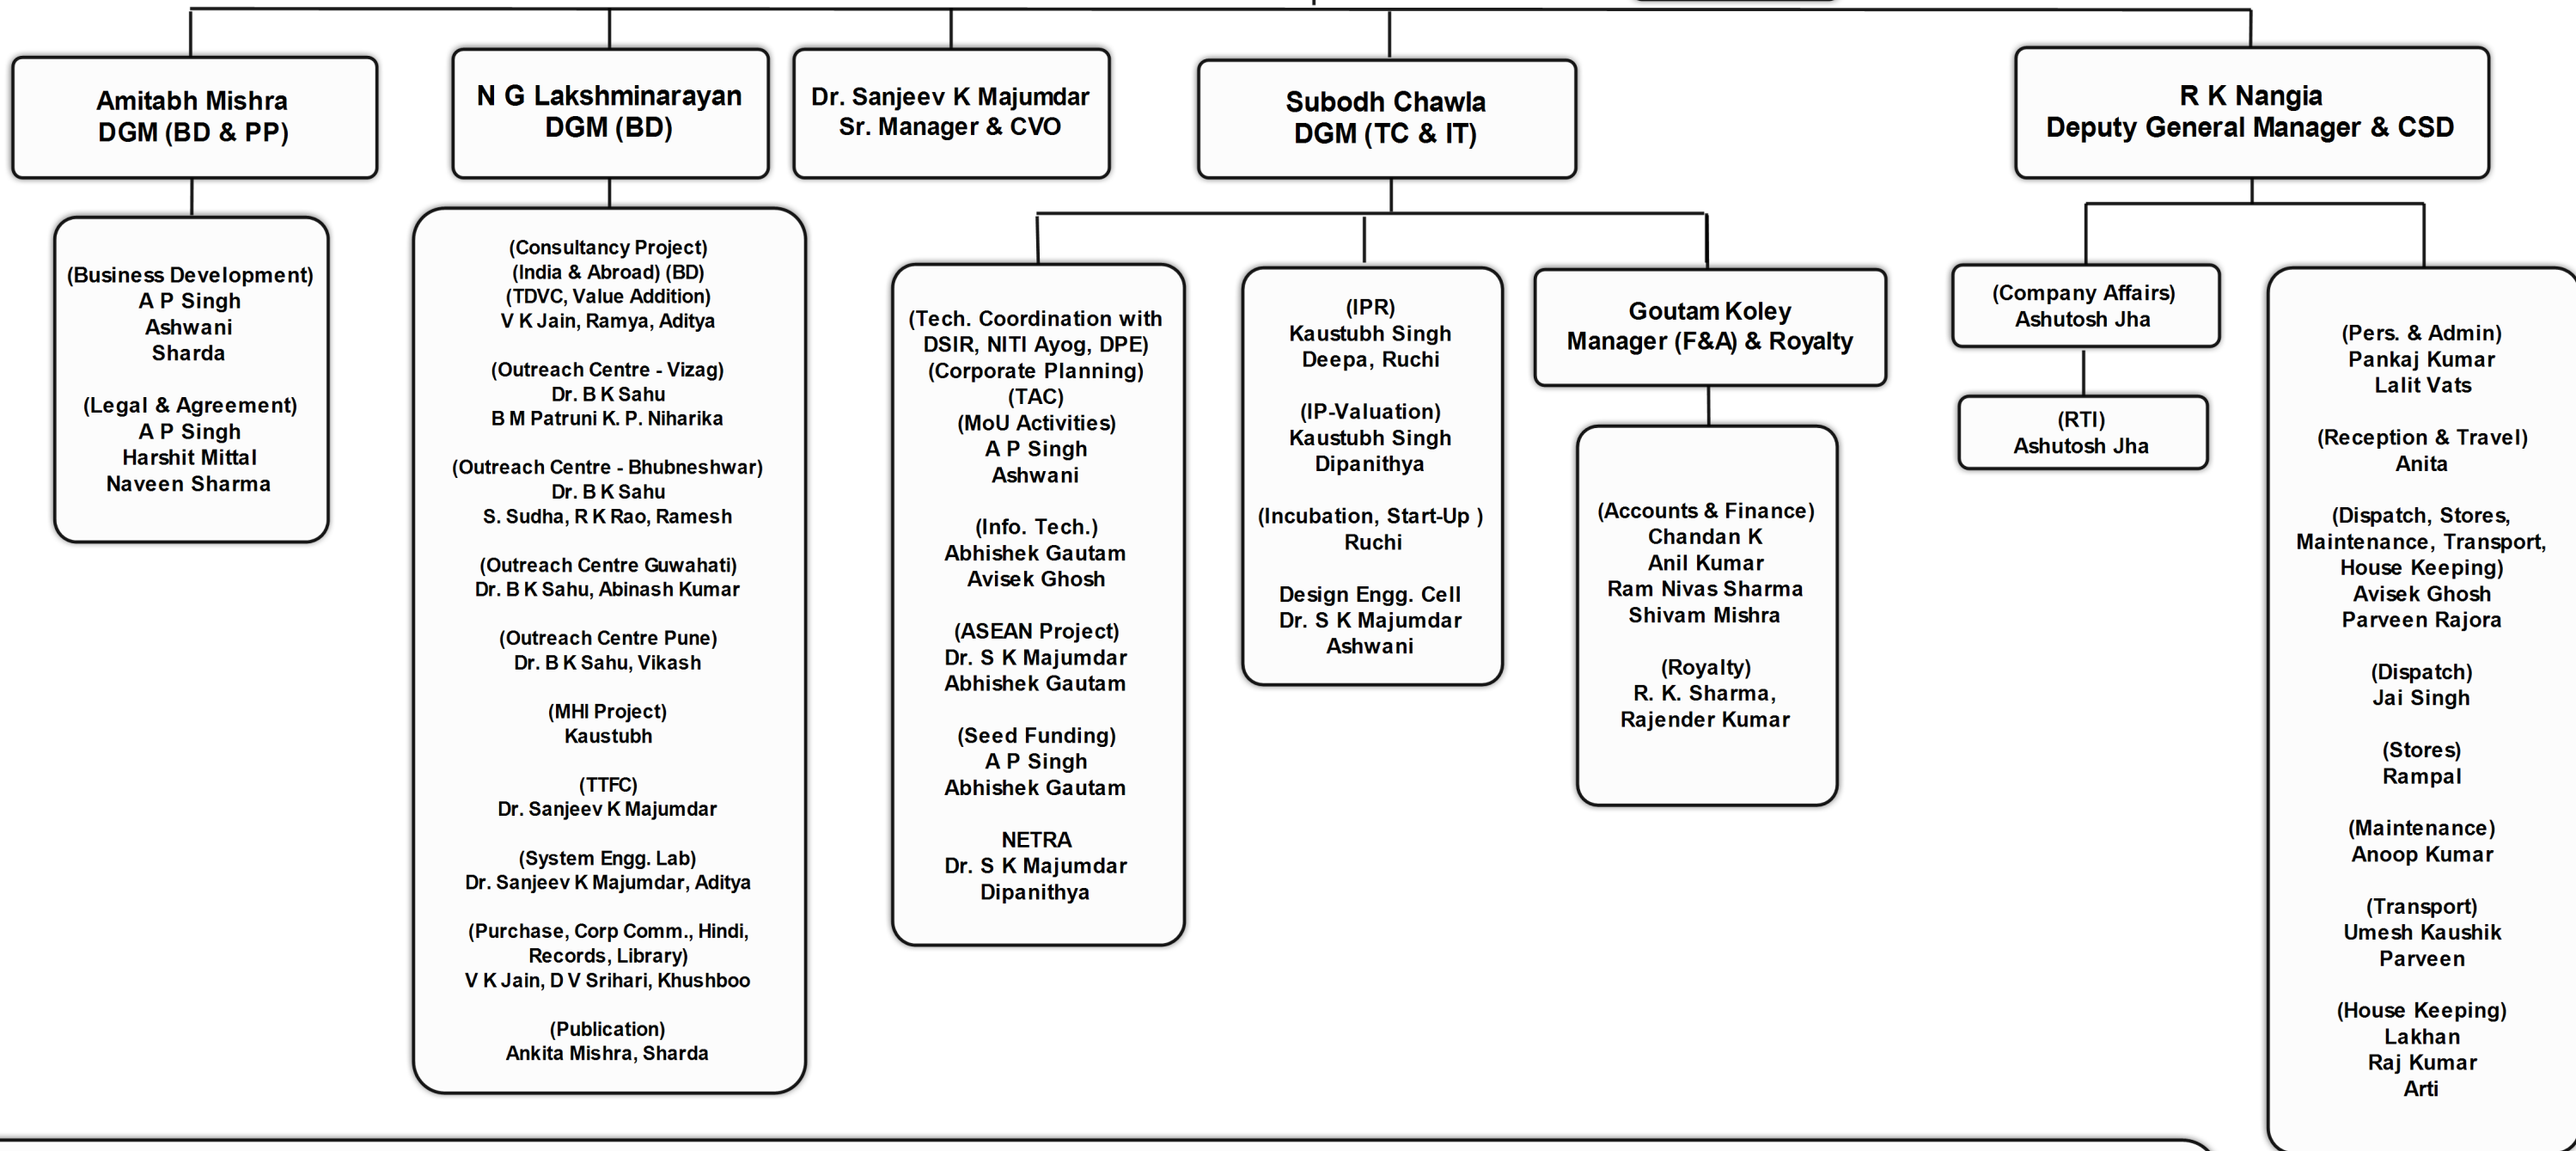 Amitabh Mishra
DGM (BD & PP)
N G Lakshminarayan
DGM (BD)
Dr. Sanjeev K Majumdar
Sr. Manager & CVO
Subodh Chawla
DGM (TC & IT)
R K Nangia
Deputy General Manager & CSD
(Business Development)
A P Singh
Ashwani
Sharda
(Legal & Agreement)
A P Singh
Harshit Mittal
Naveen Sharma
(Consultancy Project)
(India & Abroad) (BD)
(TDVC, Value Addition)
V K Jain, Ramya, Aditya
(Outreach Centre - Vizag)
Dr. B K Sahu
B M Patruni K. P. Niharika
(Outreach Centre - Bhubneshwar)
Dr. B K Sahu
S. Sudha, R K Rao, Ramesh
(Outreach Centre Guwahati)
Dr. B K Sahu, Abinash Kumar
(Outreach Centre Pune)
Dr. B K Sahu, Vikash
(MHI Project)
Kaustubh
(TTFC)
Dr. Sanjeev K Majumdar
(System Engg. Lab)
Dr. Sanjeev K Majumdar, Aditya
(Purchase, Corp Comm., Hindi,
Records, Library)
V K Jain, D V Srihari, Khushboo
(Publication)
Ankita Mishra, Sharda
(Tech. Coordination with
DSIR, NITI Ayog, DPE)
(Corporate Planning)
(TAC)
(MoU Activities)
A P Singh
Ashwani
(Info. Tech.)
Abhishek Gautam
Avisek Ghosh
(ASEAN Project)
Dr. S K Majumdar
Abhishek Gautam
(Seed Funding)
A P Singh
Abhishek Gautam
NETRA
Dr. S K Majumdar
Dipanithya
(IPR)
Kaustubh Singh
Deepa, Ruchi
(IP-Valuation)
Kaustubh Singh
Dipanithya
(Incubation, Start-Up )
Ruchi
Design Engg. Cell
Dr. S K Majumdar
Ashwani
Goutam Koley
Manager (F&A) & Royalty
(Accounts & Finance)
Chandan K
Anil Kumar
Ram Nivas Sharma
Shivam Mishra
(Royalty)
R. K. Sharma,
Rajender Kumar
(Company Affairs)
Ashutosh Jha
(RTI)
Ashutosh Jha
(Pers. & Admin)
Pankaj Kumar
Lalit Vats
(Reception & Travel)
Anita
(Dispatch, Stores,
Maintenance, Transport,
House Keeping)
Avisek Ghosh
Parveen Rajora
(Dispatch)
Jai Singh
(Stores)
Rampal
(Maintenance)
Anoop Kumar
(Transport)
Umesh Kaushik
Parveen
(House Keeping)
Lakhan
Raj Kumar
Arti